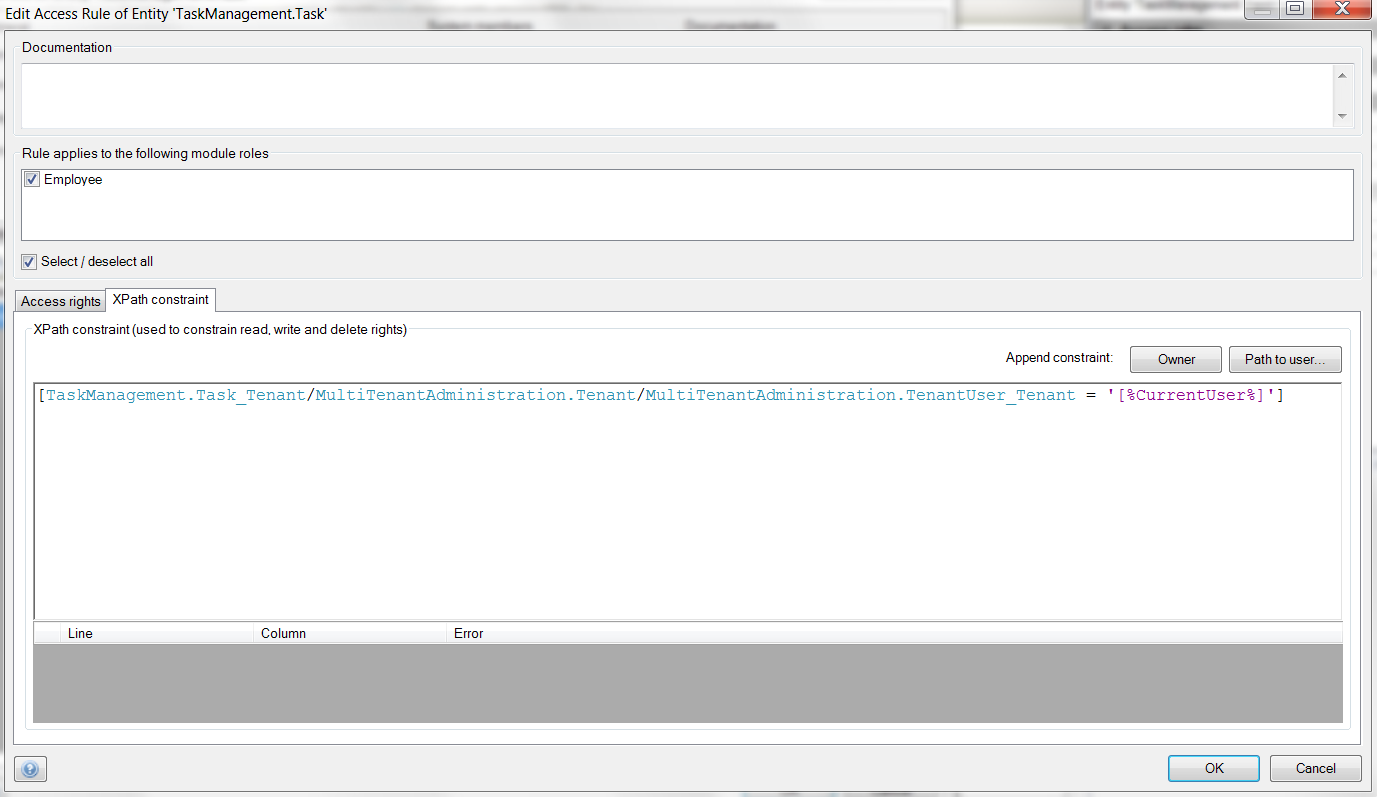 Edit Access Rule of Entity 'TaskManagement.Task'
Documentation
Rule applies to the following module roles
Employee
Select / deselect all
Access rights XPath constraint
XPath constraint (used to constrain read, write and delete rights)
Append constraint: Owner Path to user...
[TaskManagement.Task_Tenant/MultiTenantAdministration.Tenant/MultiTenantAdministration.TenantUser_Tenant = '[%CurrentUser%]']
Line Column Error
OK Cancel